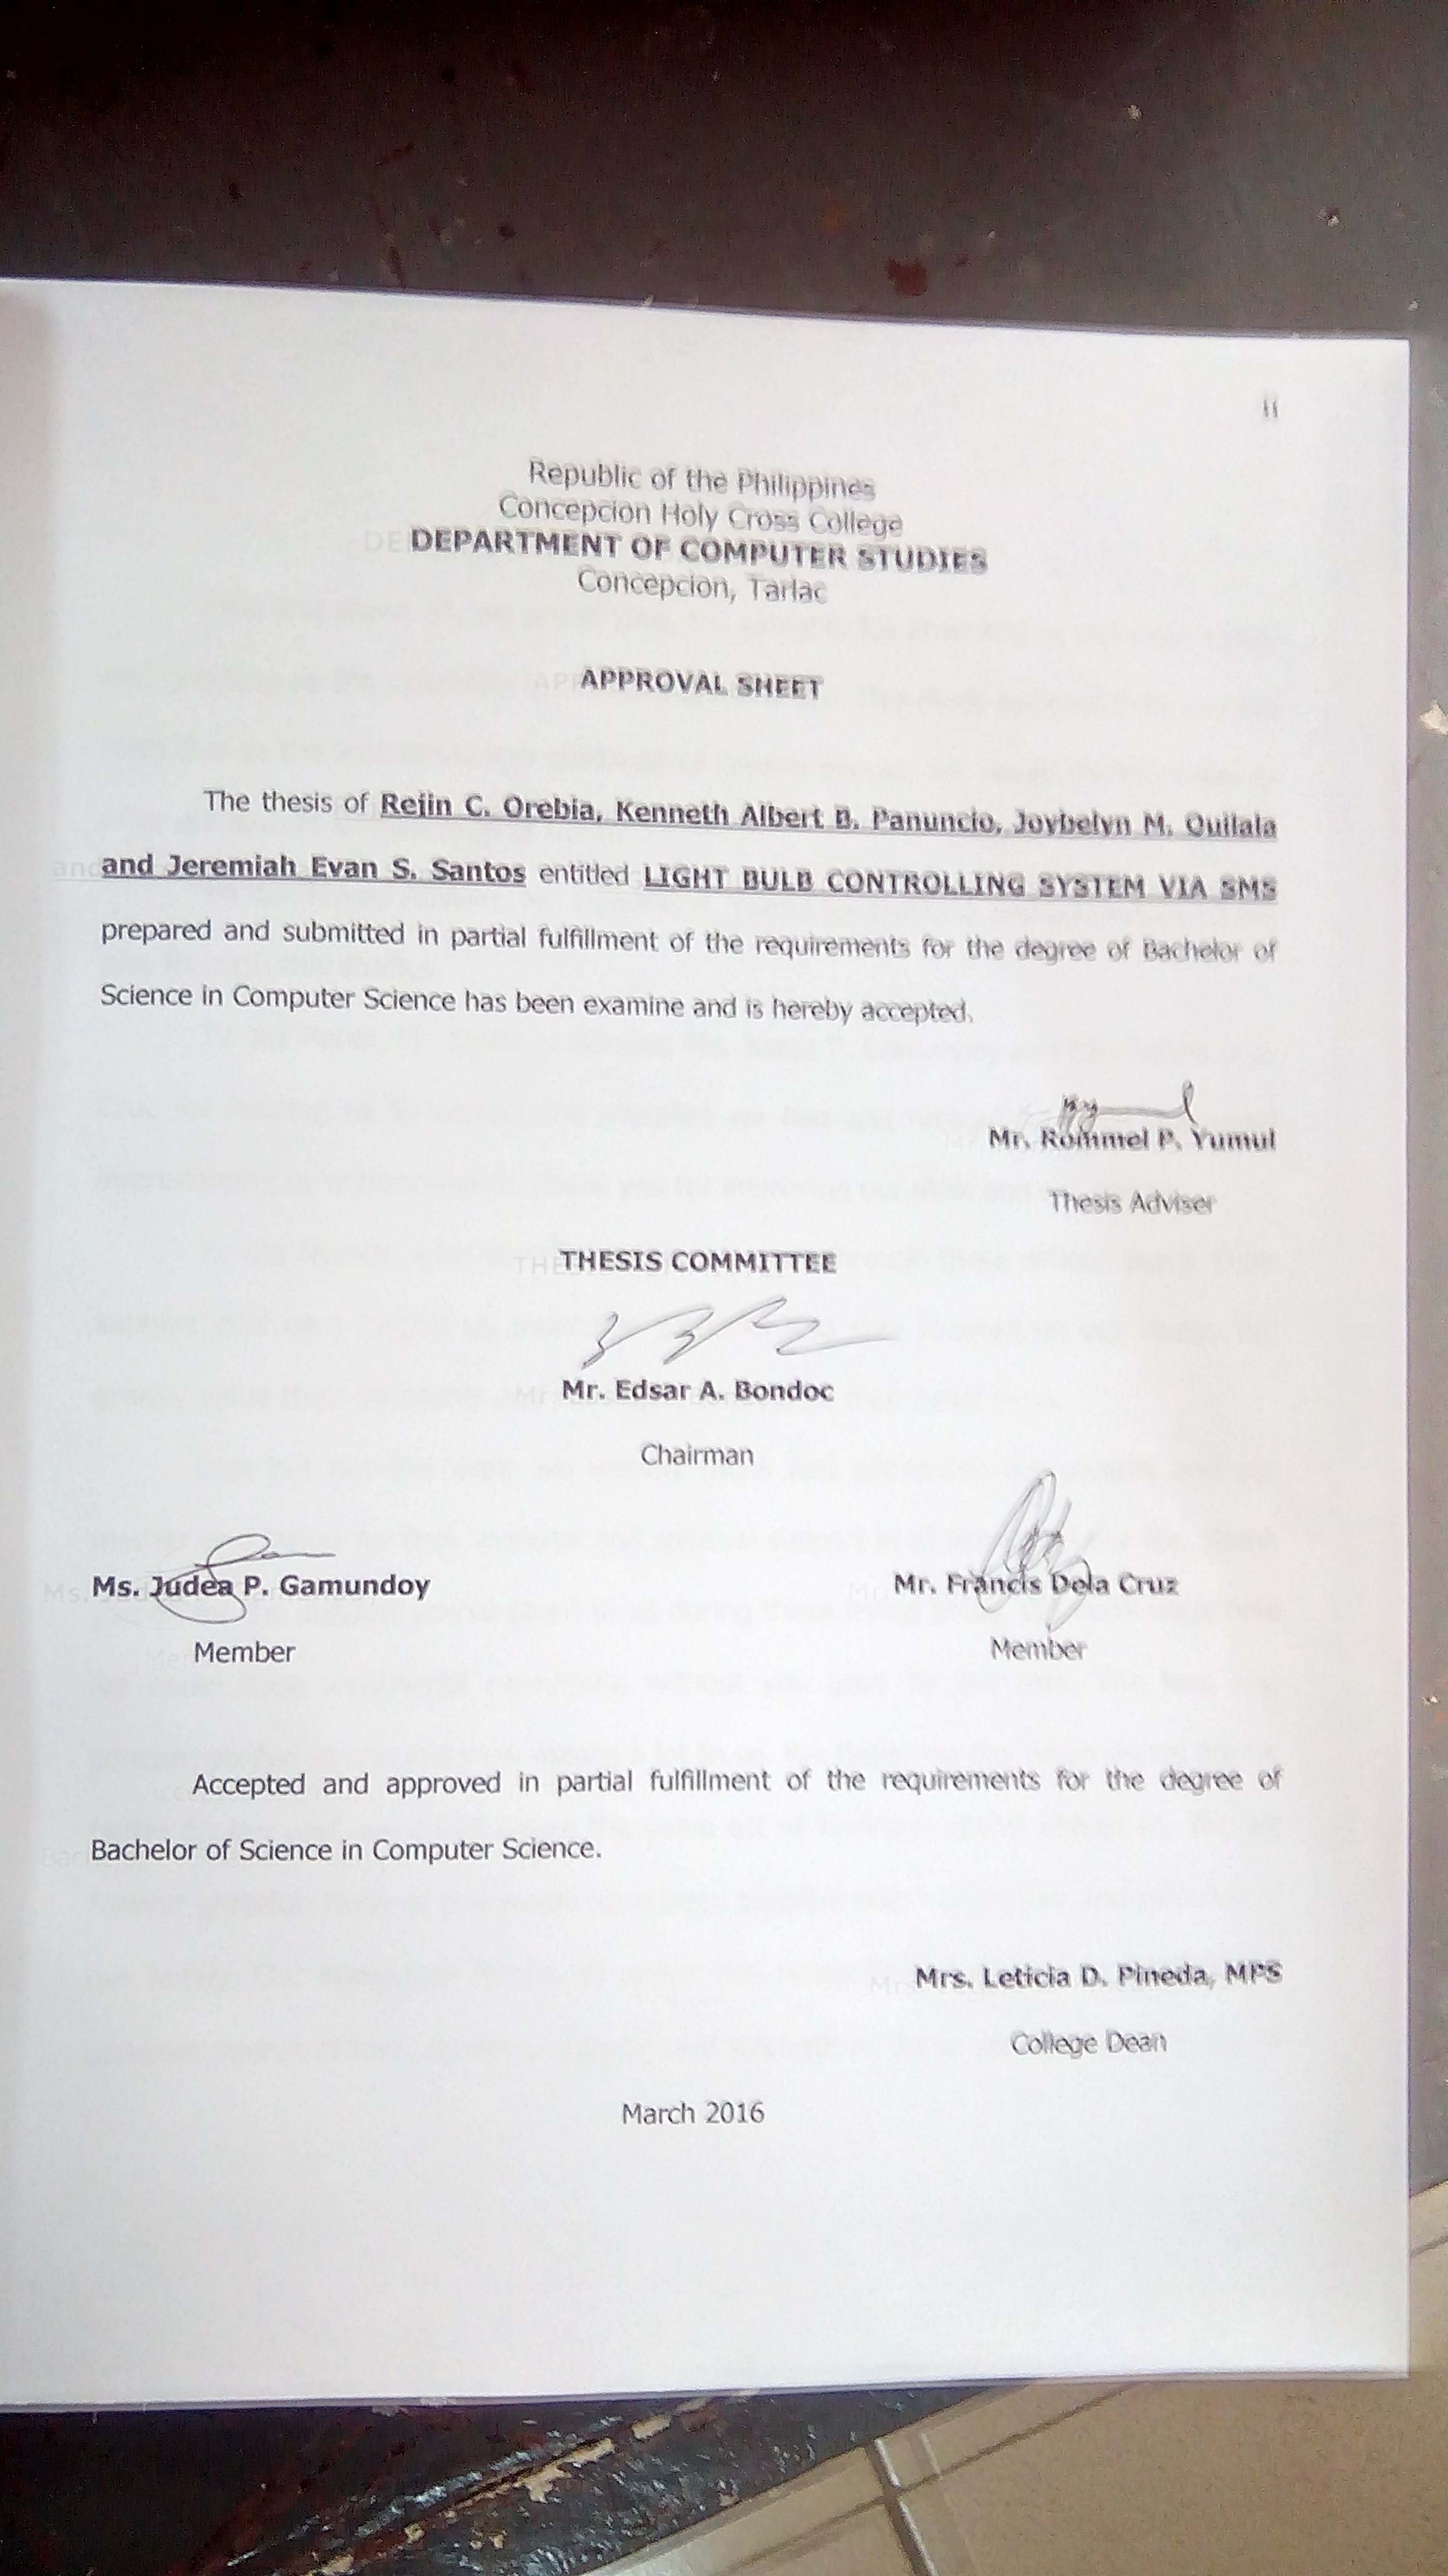 ii
Republic of the Philippines
Concepcion Holy Cross College
DEPARTMENT OF COMPUTER STUDIES
Concepcion, Tarlac
APPROVAL SHEET
The thesis of Rejin C. Orebia, Kenneth Albert B. Panuncio, Joybelyn M. Quilala
and Jeremiah Evan S. Santos entitled LIGHT BULB CONTROLLING SYSTEM VIA SMS
prepared and submitted in partial fulfillment of the requirements for the degree of Bachelor of
Science in Computer Science has been examine and is hereby accepted.
Mr. Rommel P. Yumul
Thesis Adviser
THESIS COMMITTEE
Mr. Edsar A. Bondoc
Chairman
Ms. Judea P. Gamundoy Mr. Francis Dela Cruz
Member Member
Accepted and approved in partial fulfillment of the requirements for the degree of
Bachelor of Science in Computer Science.
Mrs. Leticia D. Pineda, MPS
College Dean
March 2016